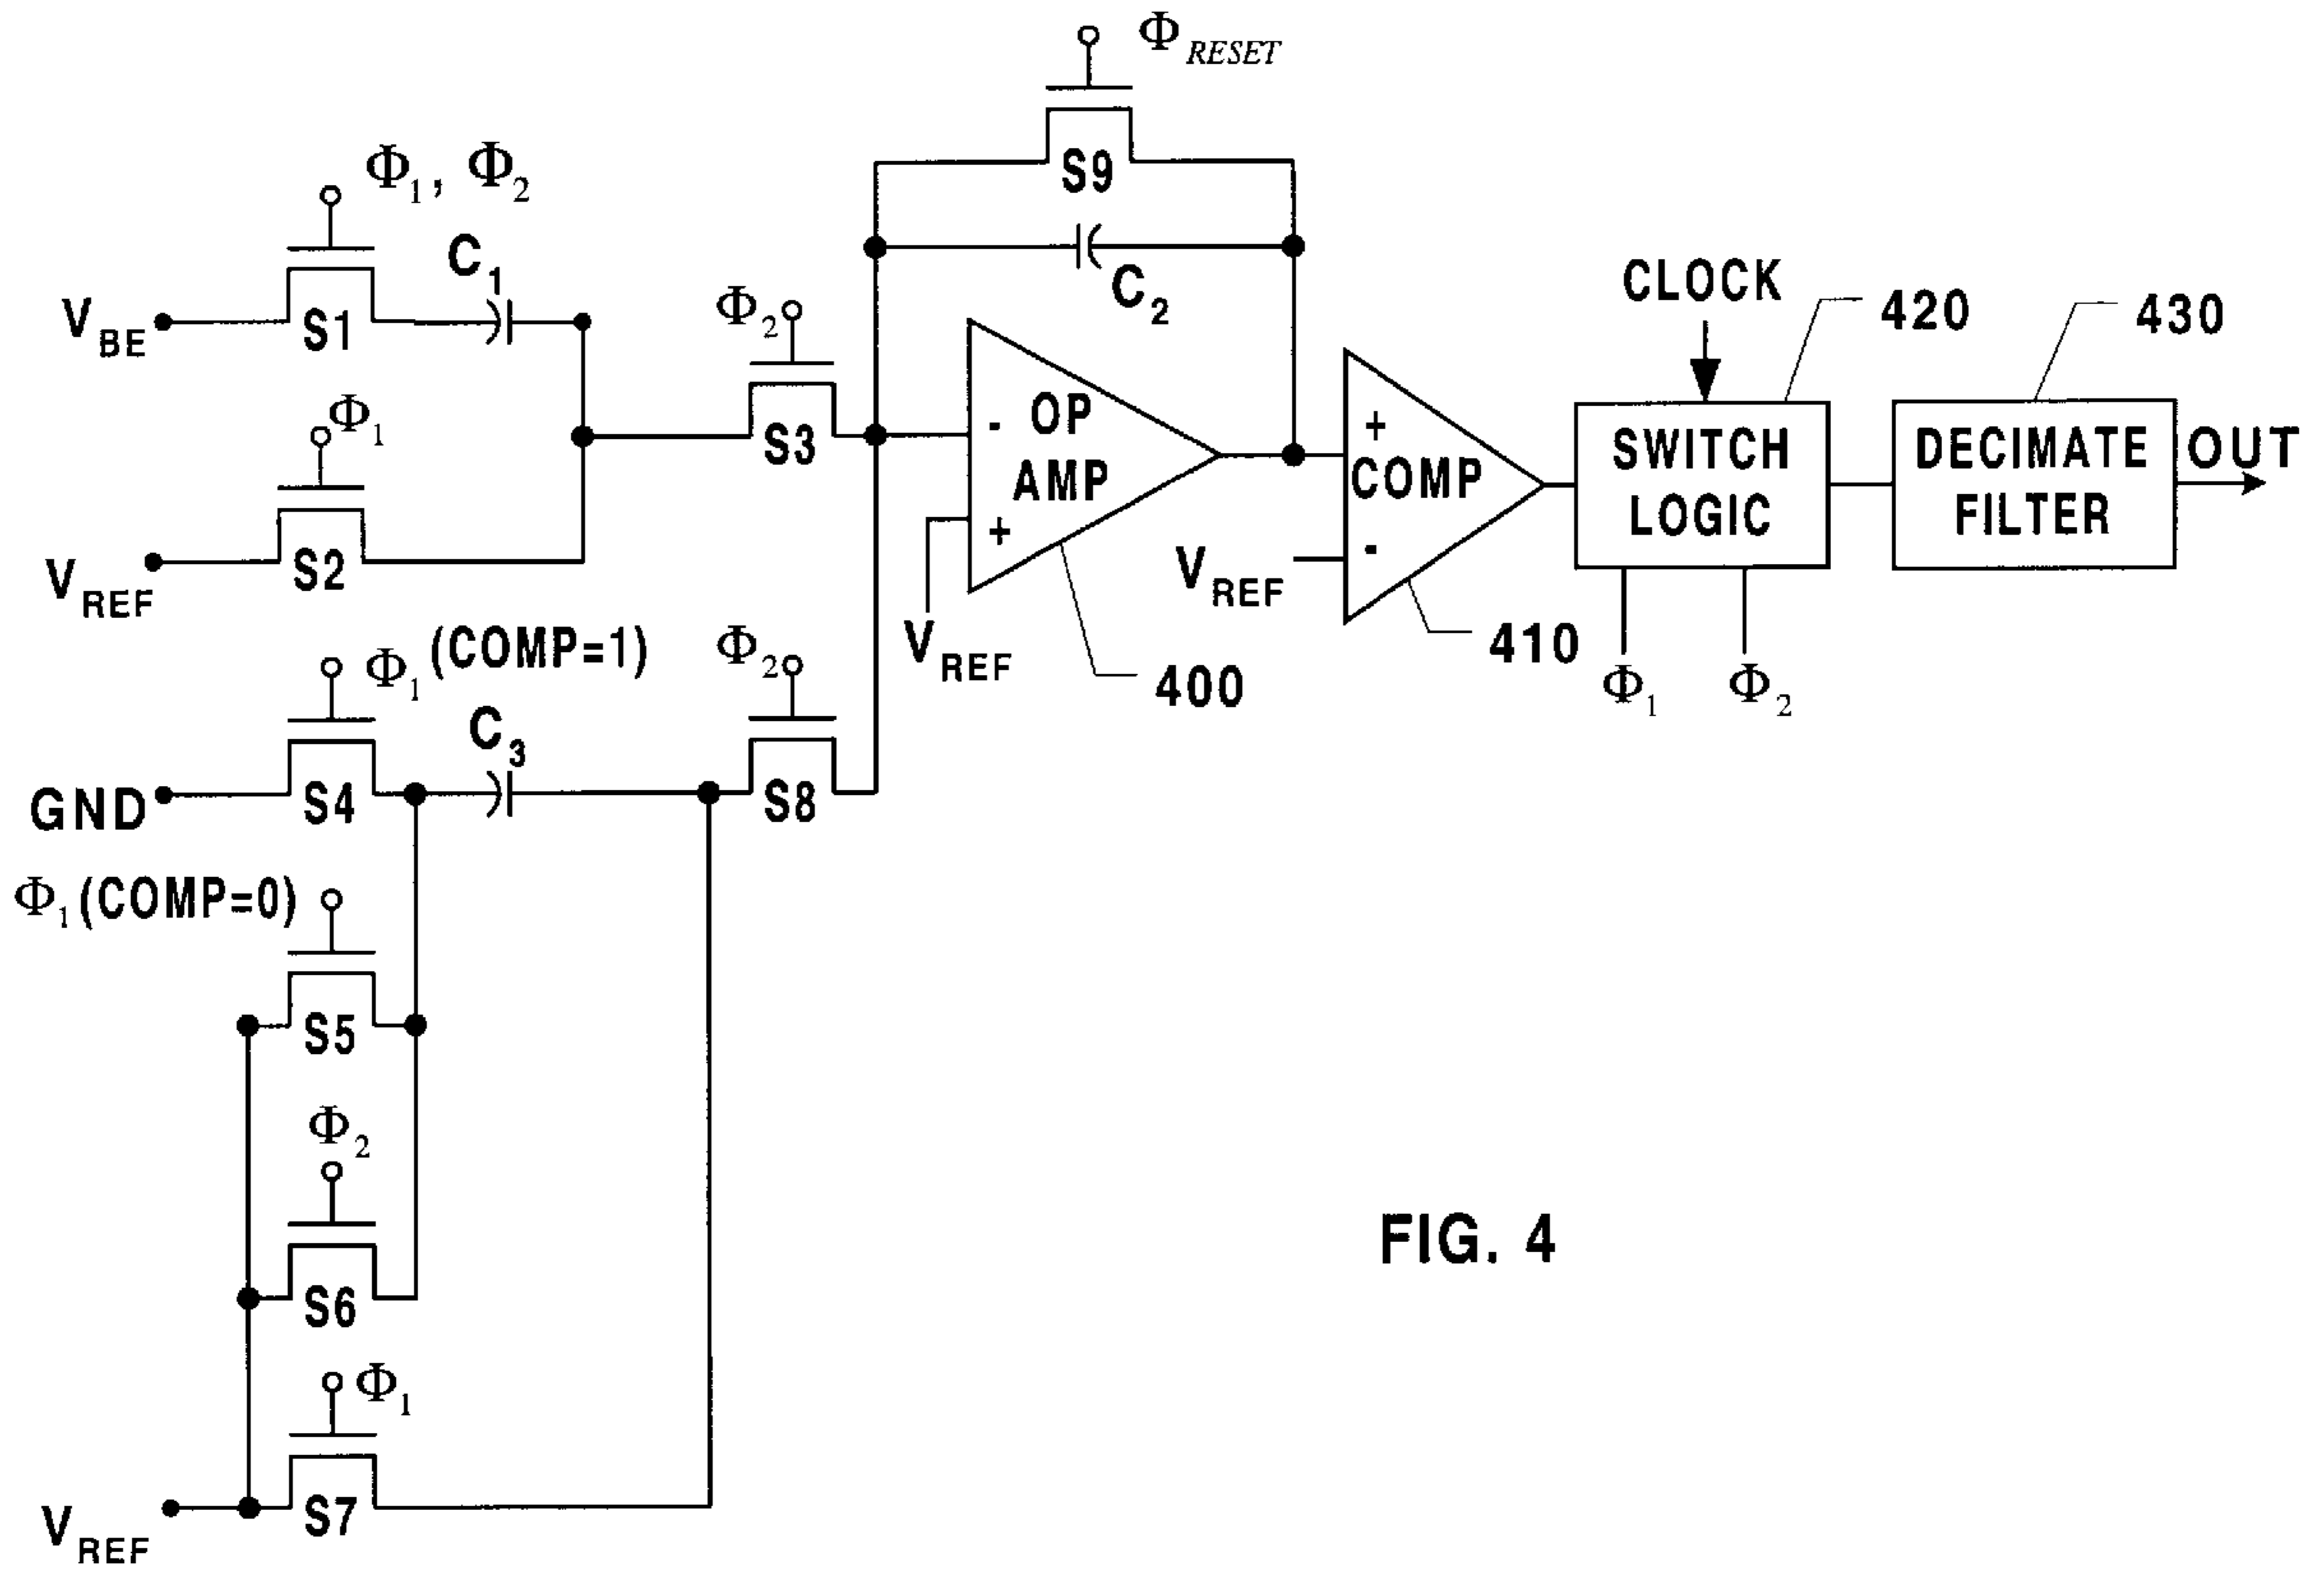 Φ RESET
Φ1, Φ2
C1
VBE
S1
S9
C2
Φ2
S3
Φ1
VREF
S2
- OP AMP +
VREF
400
+ COMP -
VREF
410
CLOCK
420
SWITCH LOGIC
Φ1
Φ2
430
DECIMATE FILTER
OUT
Φ1 (COMP=1)
C3
GND
S4
Φ2
S8
Φ1 (COMP=0)
S5
Φ2
S6
Φ1
VREF
S7
FIG. 4